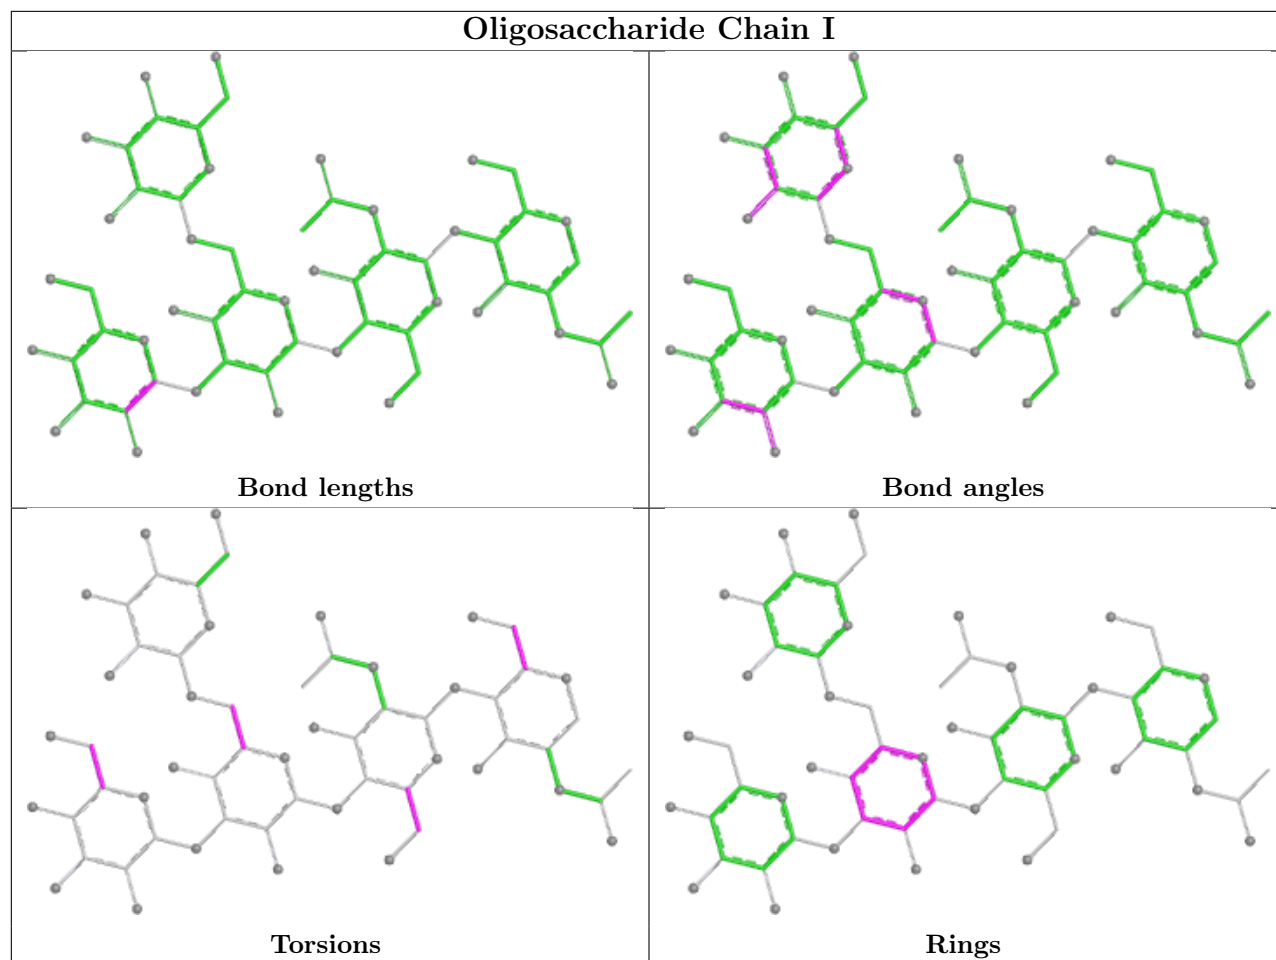 Oligosaccharide Chain I
Bond lengths
Bond angles
Torsions
Rings